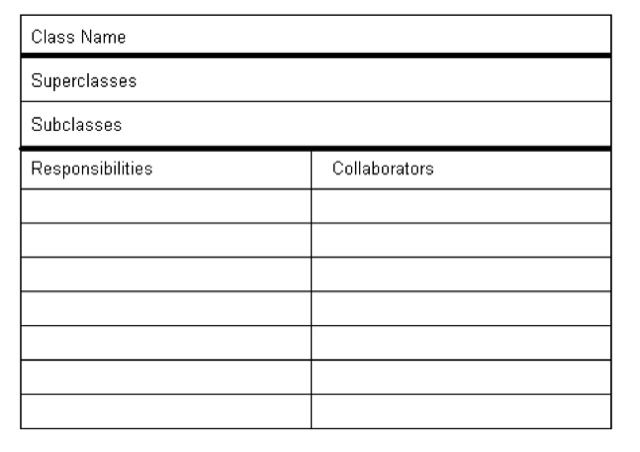 Class Name
Superclasses
Subclasses
Responsibilities Collaborators